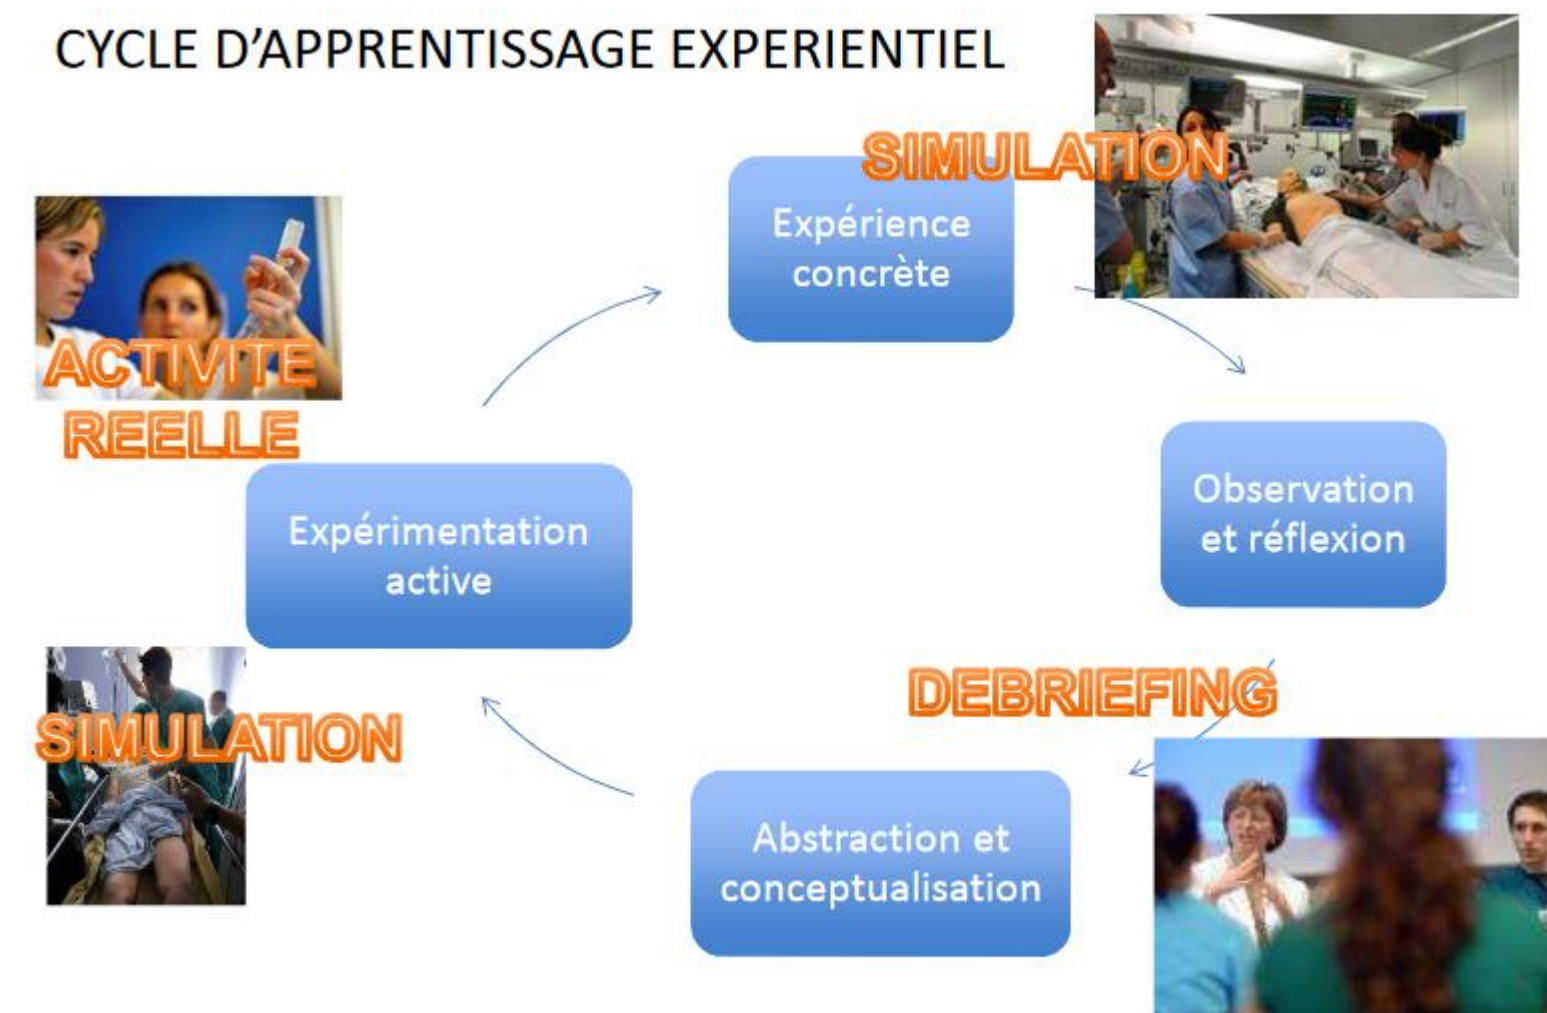 CYCLE D'APPRENTISSAGE EXPERIENTIEL
SIMULATION
Expérience
concrète
Observation
et réflexion
DEBRIEFING
Abstraction et
conceptualisation
ACTIVITE
REELLE
Expérimentation
active
SIMULATION